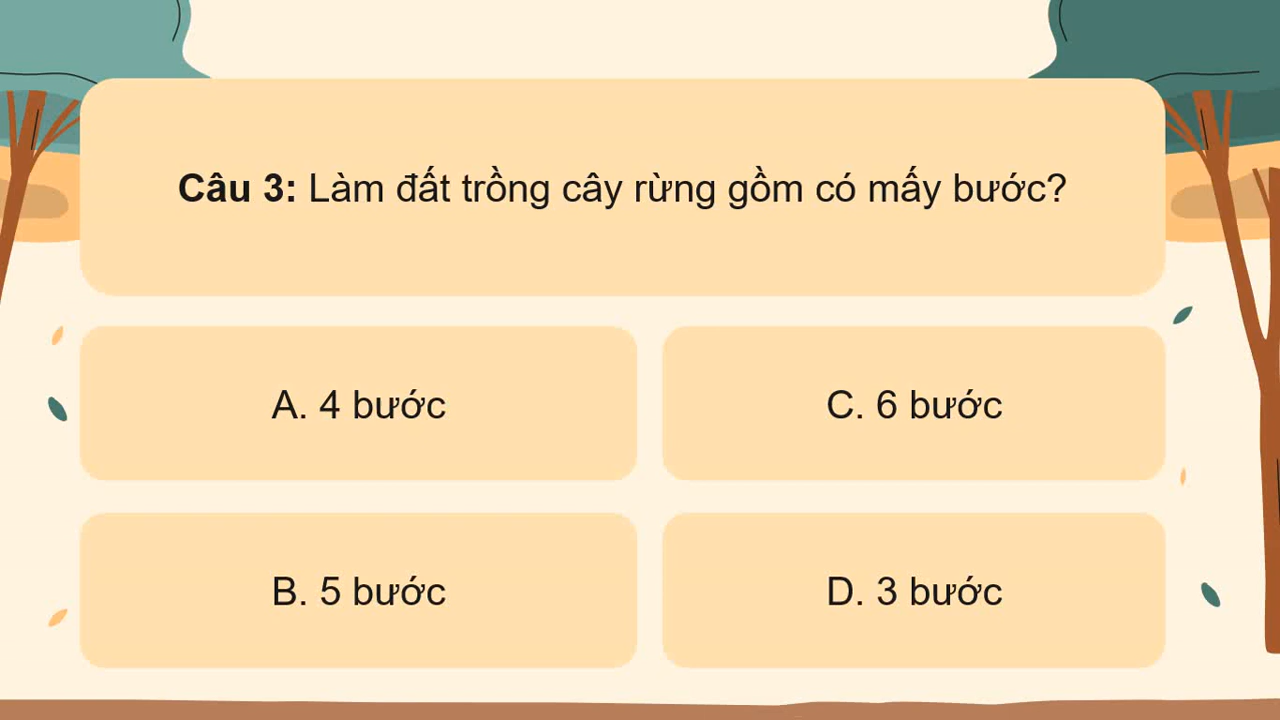 Câu 3: Làm đất trồng cây rừng gồm có mấy bước?
A. 4 bước
C. 6 bước
B. 5 bước
D. 3 bước